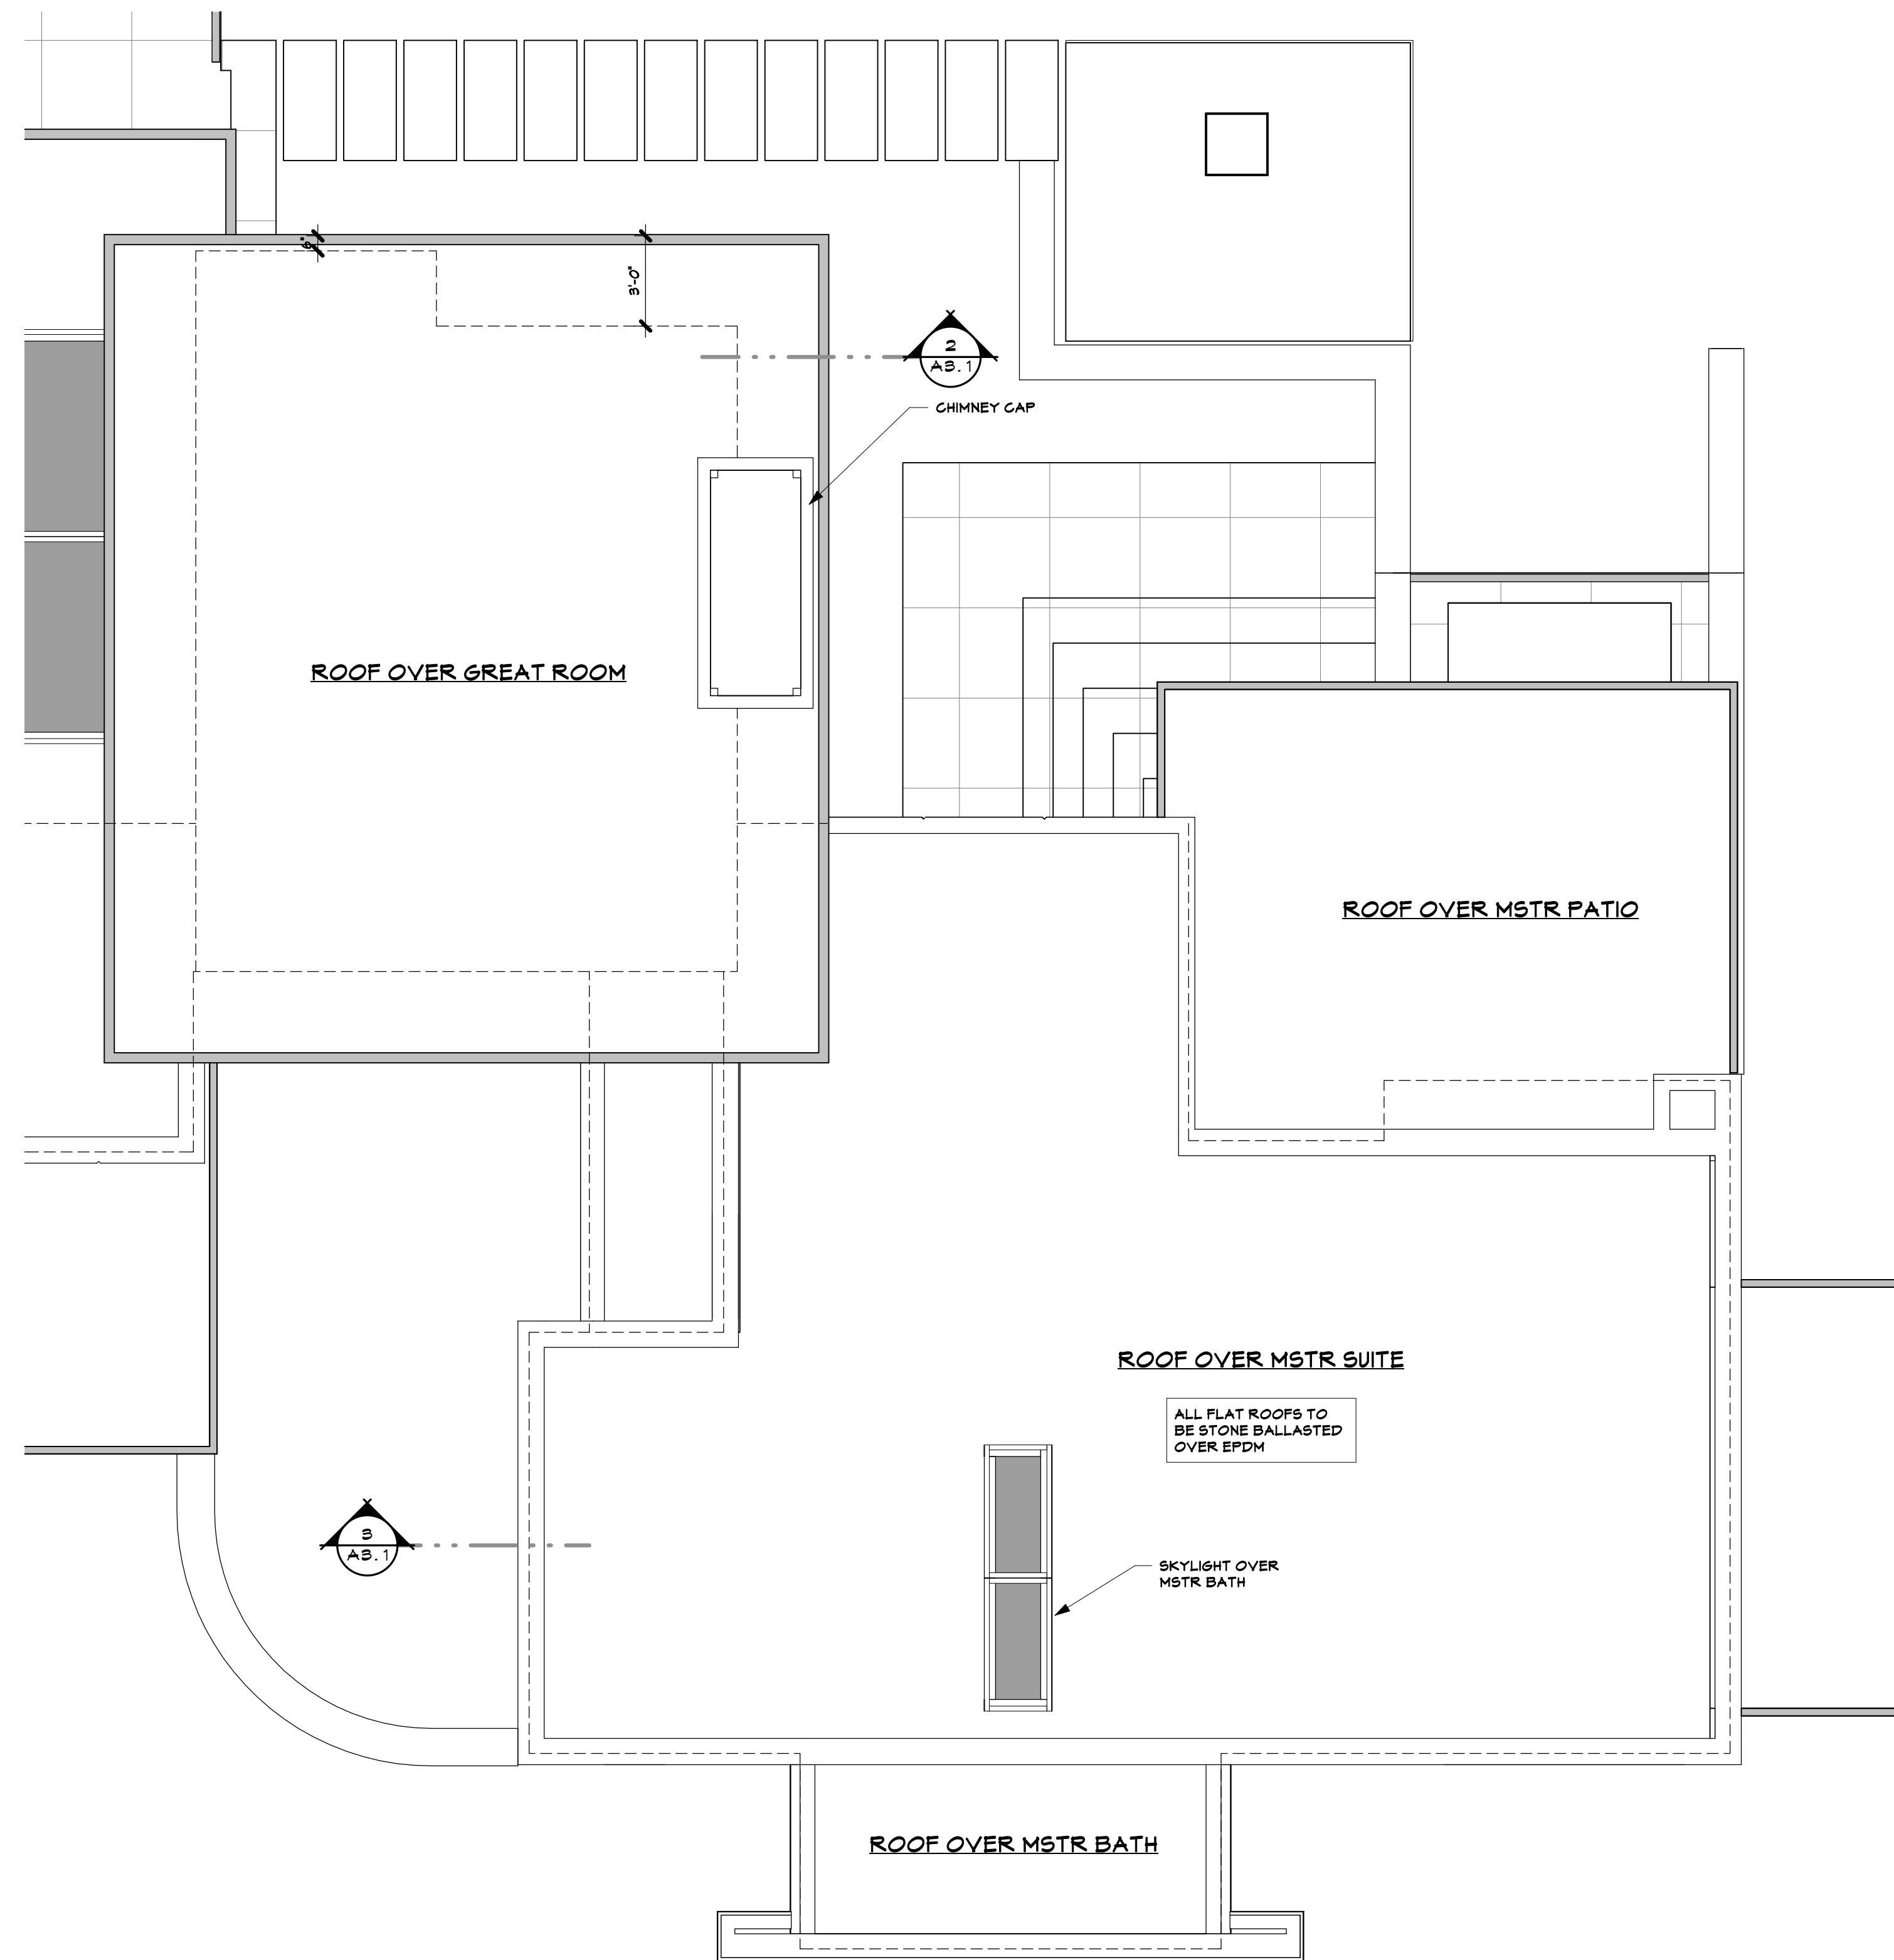 6"
3'-0"
2
A3.1
CHIMNEY CAP
ROOF OVER GREAT ROOM
ROOF OVER MSTR PATIO
ROOF OVER MSTR SUITE
ALL FLAT ROOFS TO
BE STONE BALLASTED
OVER EPDM
3
A3.1
SKYLIGHT OVER
MSTR BATH
ROOF OVER MSTR BATH